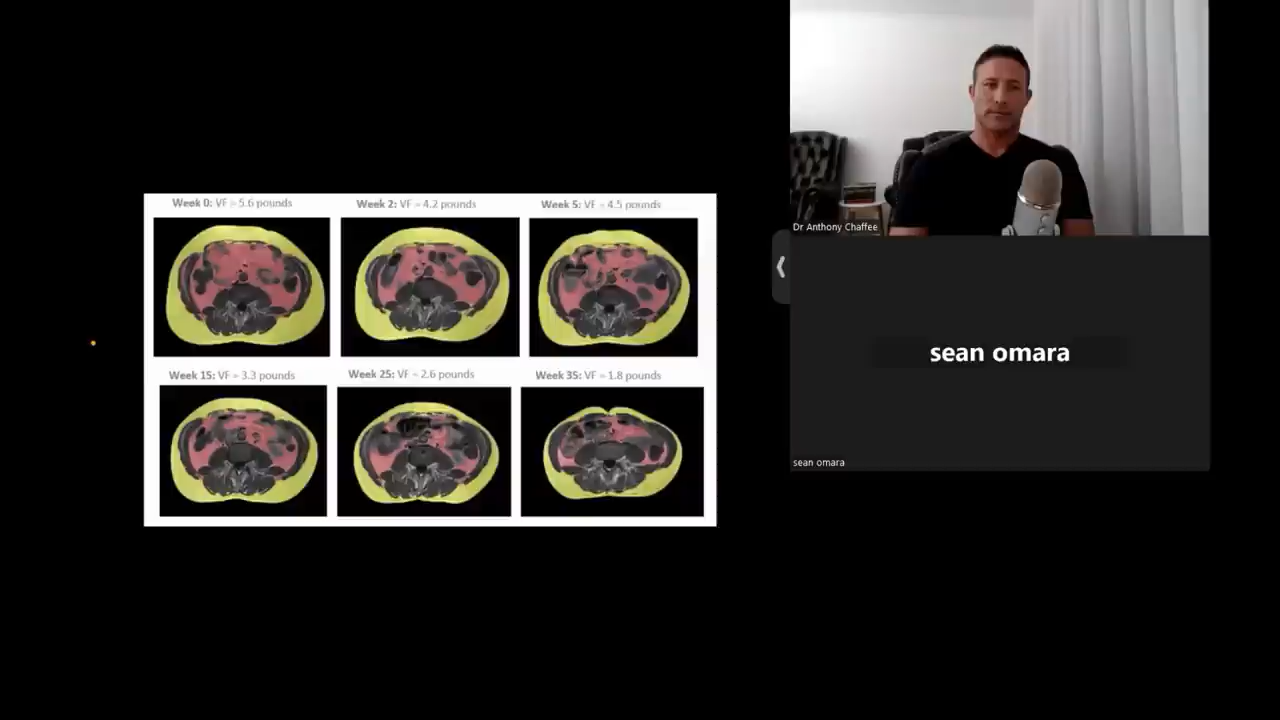 Week 0: VF = 5.6 pounds
Week 2: VF = 4.2 pounds
Week 5: VF = 4.5 pounds
Week 15: VF = 3.3 pounds
Week 25: VF = 2.6 pounds
Week 35: VF = 1.8 pounds
Dr Anthony Chaffee
sean omara
sean omara